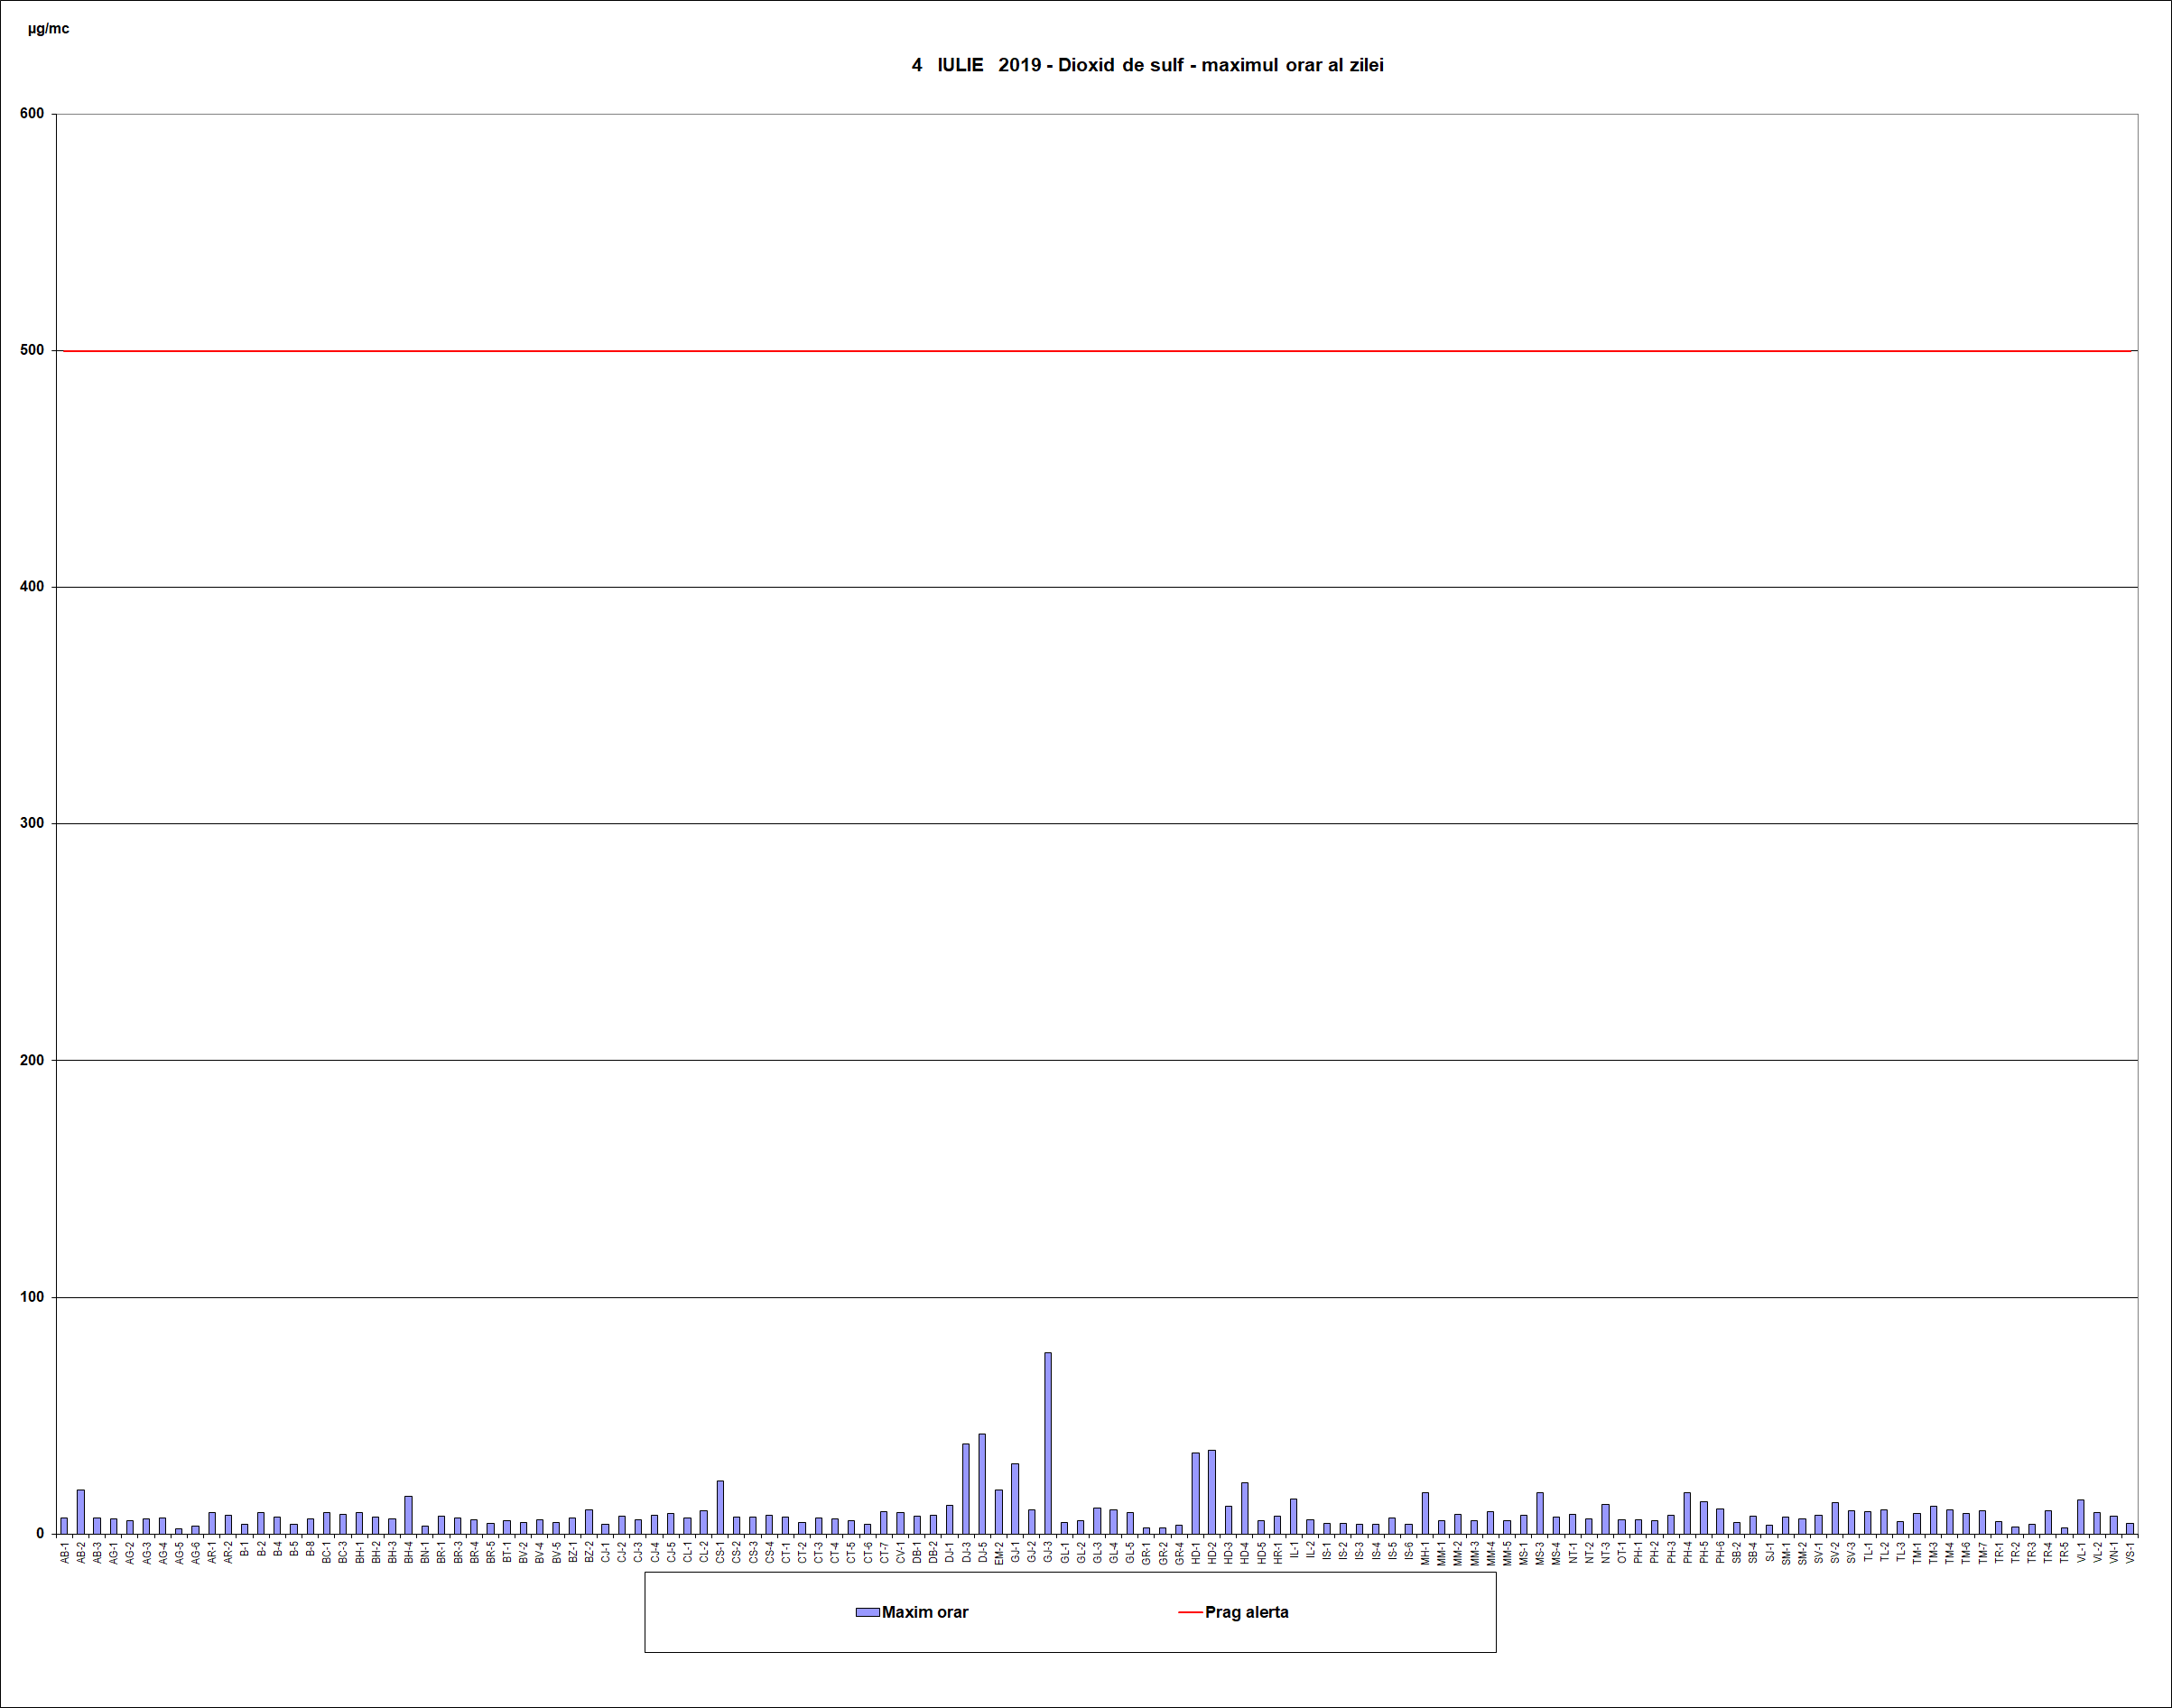 µg/mc
4 IULIE 2019 - Dioxid de sulf - maximul orar al zilei
600
500
400
300
200
100
0
AB-1 AB-2 AB-3 AG-1 AG-2 AG-3 AG-4 AG-5 AG-6 AR-1 AR-2 B-1 B-2 B-4 B-5 B-8 BC-1 BC-3 BH-1 BH-2 BH-3 BH-4 BN-1 BR-1 BR-3 BR-4 BR-5 BT-1 BV-2 BV-4 BV-5 BZ-1 BZ-2 CJ-1 CJ-2 CJ-3 CJ-4 CJ-5 CL-1 CL-2 CS-1 CS-2 CS-3 CS-4 CT-1 CT-2 CT-3 CT-4 CT-5 CT-6 CT-7 CV-1 DB-1 DB-2 DJ-1 DJ-3 DJ-5 EM-2 GJ-1 GJ-2 GJ-3 GL-1 GL-2 GL-3 GL-4 GL-5 GR-1 GR-2 GR-4 HD-1 HD-2 HD-3 HD-4 HD-5 HR-1 IL-1 IL-2 IS-1 IS-2 IS-3 IS-4 IS-5 IS-6 MH-1 MM-1 MM-2 MM-3 MM-4 MM-5 MS-1 MS-3 MS-4 NT-1 NT-2 NT-3 OT-1 PH-1 PH-2 PH-3 PH-4 PH-5 PH-6 SB-2 SB-4 SJ-1 SM-1 SM-2 SV-1 SV-2 SV-3 TL-1 TL-2 TL-3 TM-1 TM-3 TM-4 TM-6 TM-7 TR-1 TR-2 TR-3 TR-4 TR-5 VL-1 VL-2 VN-1 VS-1
Maxim orar Prag alerta